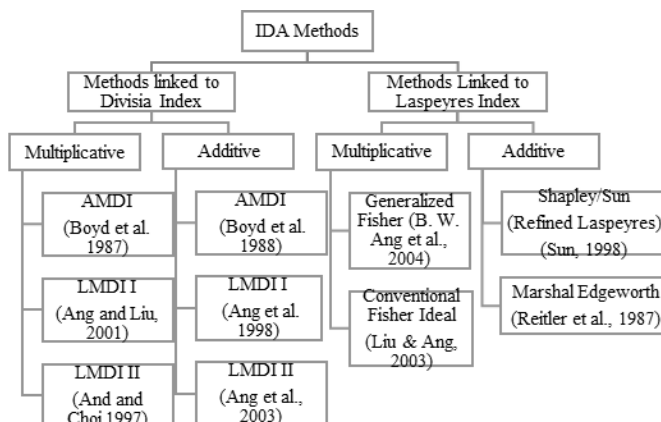 IDA Methods
Methods linked to
Divisia Index
Methods Linked to
Laspeyres Index
Multiplicative
Additive
Multiplicative
Additive
AMDI
(Boyd et al.
1987)
LMDI I
(Ang and Liu,
2001)
LMDI II
(And and
Choi 1997)
AMDI
(Boyd et al.
1988)
LMDI I
(Ang et al.
1998)
LMDI II
(Ang et al.,
2003)
Generalized
Fisher (B. W.
Ang et al.,
2004)
Conventional
Fisher Ideal
(Liu & Ang,
2003)
Shapley/Sun
(Refined Laspeyres)
(Sun, 1998)
Marshal Edgeworth
(Reitler et al., 1987)